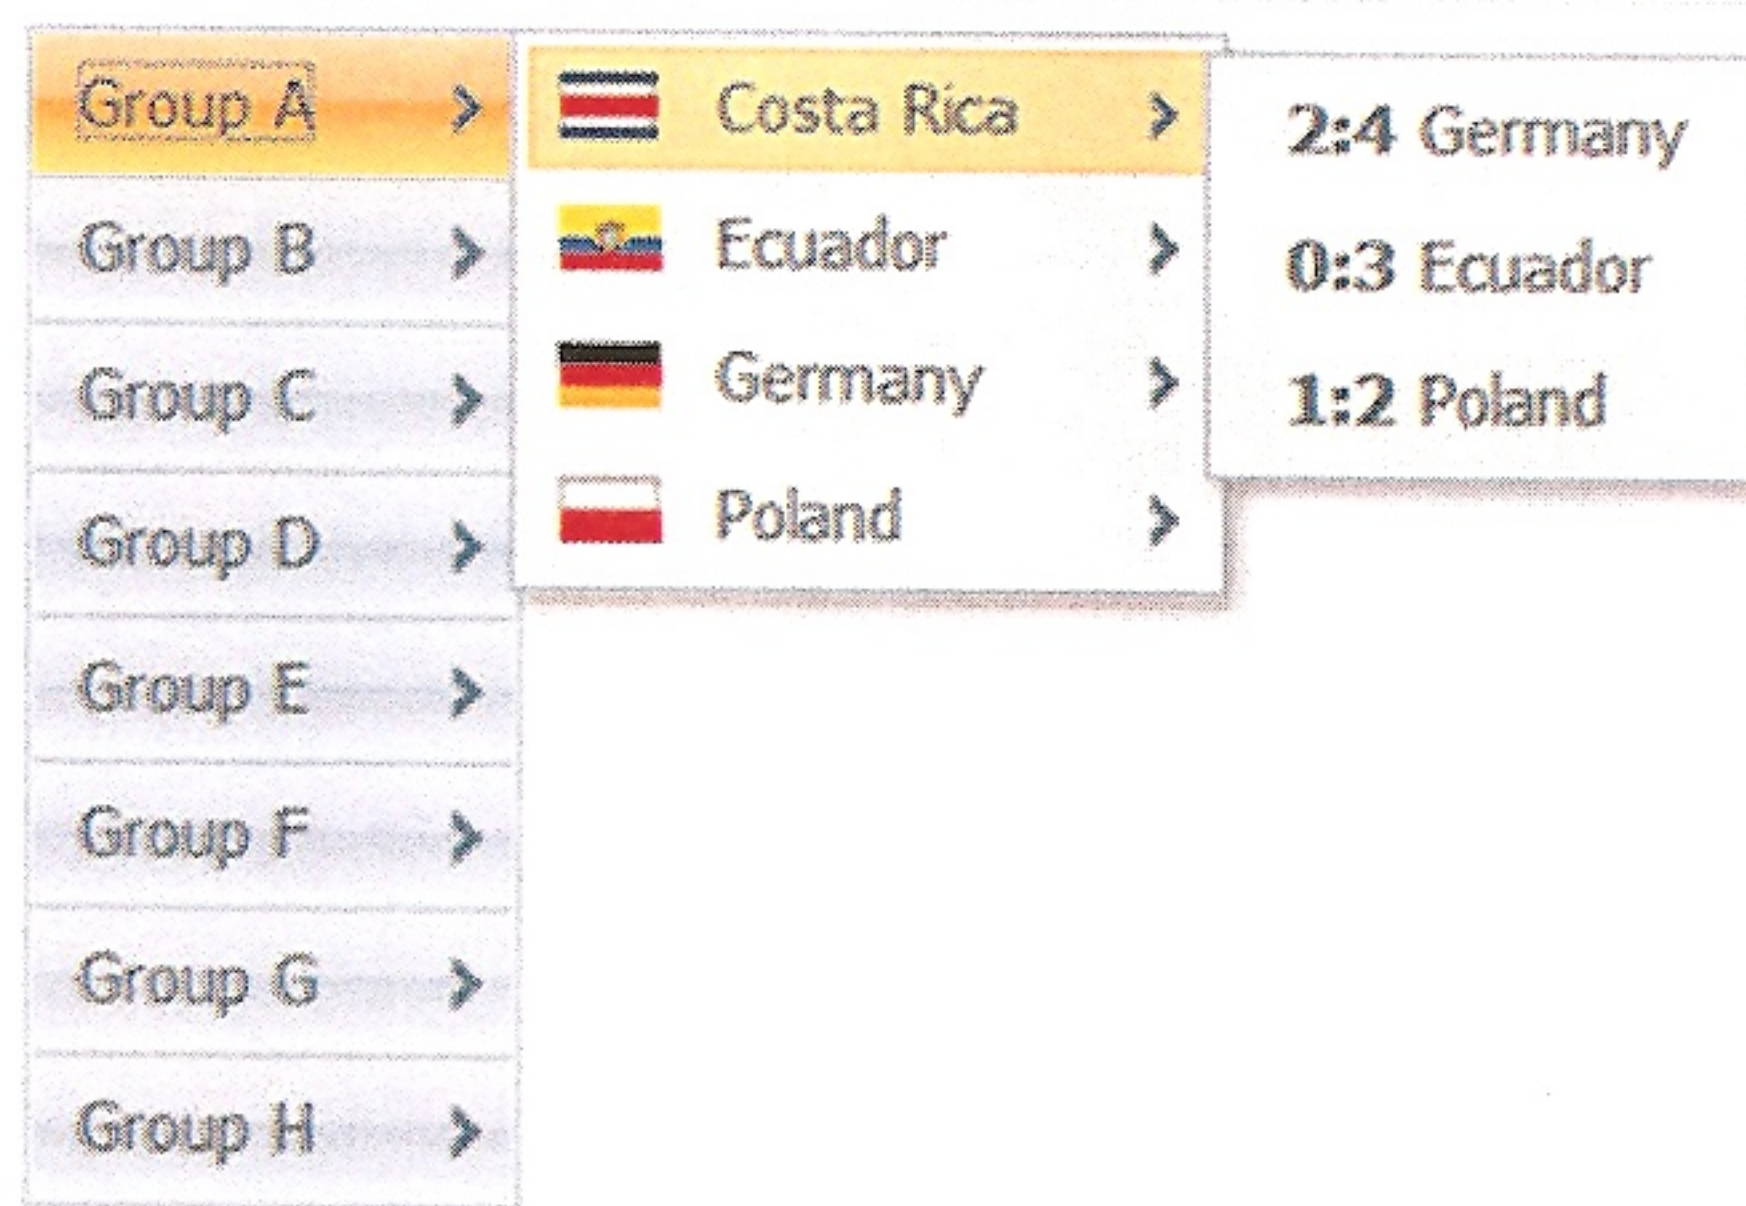 Group A
Group B
Group C
Group D
Group E
Group F
Group G
Group H
Costa Rica
Ecuador
Germany
Poland
2:4 Germany
0:3 Ecuador
1:2 Poland